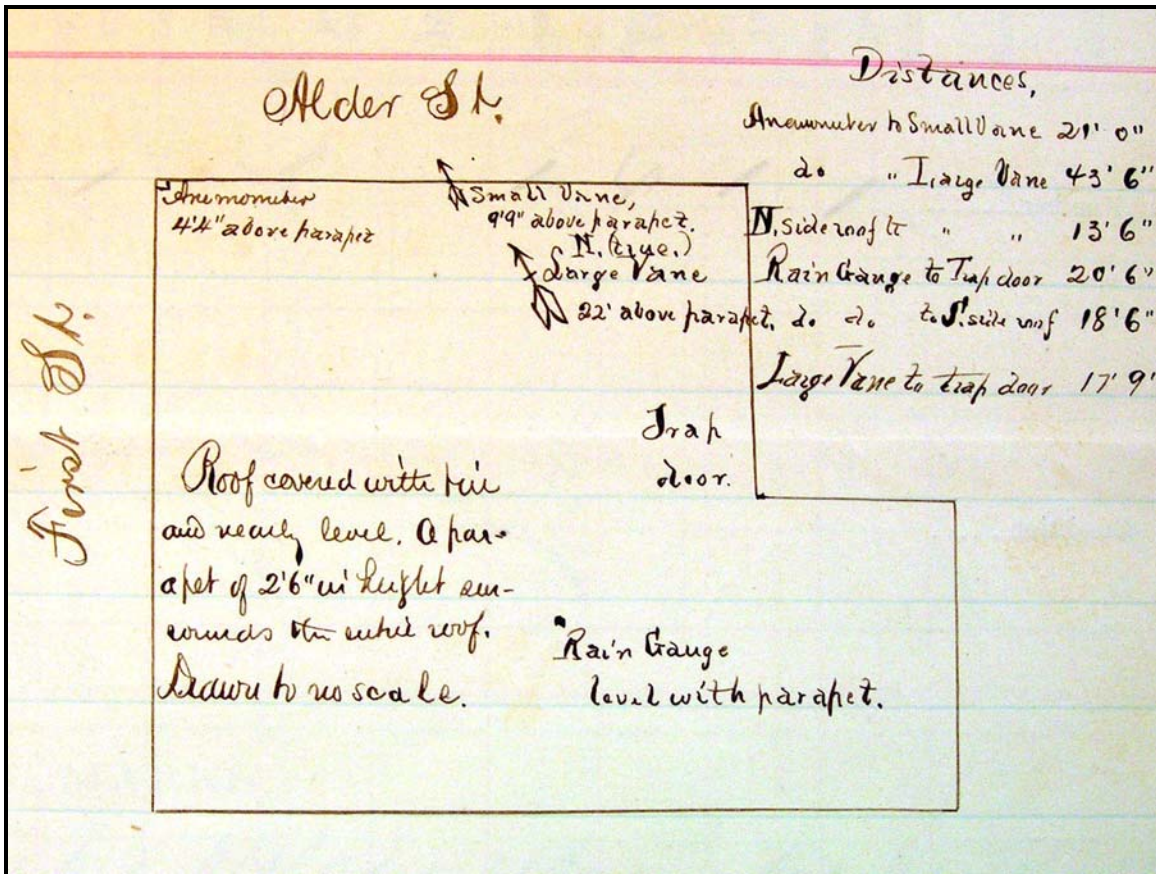 Alder St.
First St.
Distances,
Anemometer to Small Vane 21' 0"
do " Large Vane 43' 6"
N. side roof to " " 13' 6"
Rain Gauge to Trap door 20' 6"
do. do. to S. side roof 18' 6"
Large Vane to trap door 17' 9'
Anemometer
4'4" above parapet
Small Vane,
9'9" above parapet.
N. (true.)
Large Vane
22' above parapet.
Trap
door.
Roof covered with tin
and nearly level. A par-
apet of 2'6" in height sur-
rounds the entire roof.
Drawn to no scale.
Rain Gauge
level with parapet.